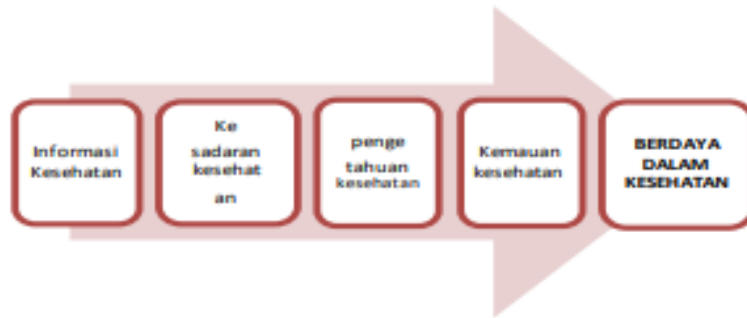 Informasi
Kesehatan
Ke
sadaran
kesehat
an
penge
tahuan
kesehatan
Kemauan
kesehatan
BERDAYA
DALAM
KESEHATAN